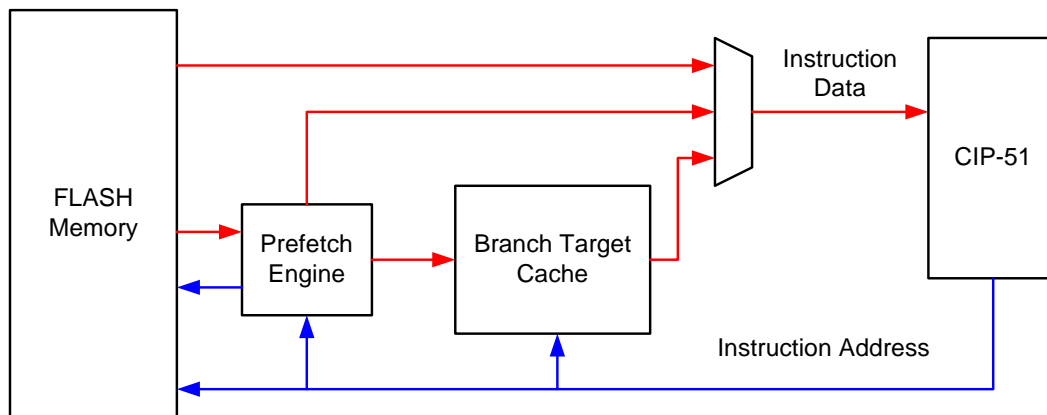 FLASH
Memory
Prefetch
Engine
Branch Target
Cache
Instruction
Data
CIP-51
Instruction Address